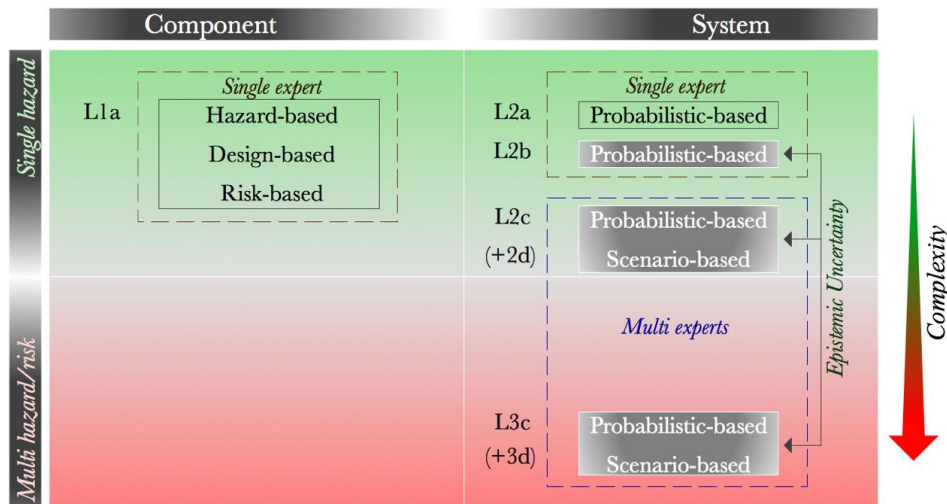 Component
System
Single hazard
Multi hazard/risk
L1a
Single expert
Hazard-based
Design-based
Risk-based
Single expert
L2a
Probabilistic-based
L2b
Probabilistic-based
L2c
Probabilistic-based
(+2d)
Scenario-based
Multi experts
L3c
Probabilistic-based
(+3d)
Scenario-based
Epistemic Uncertainty
Complexity